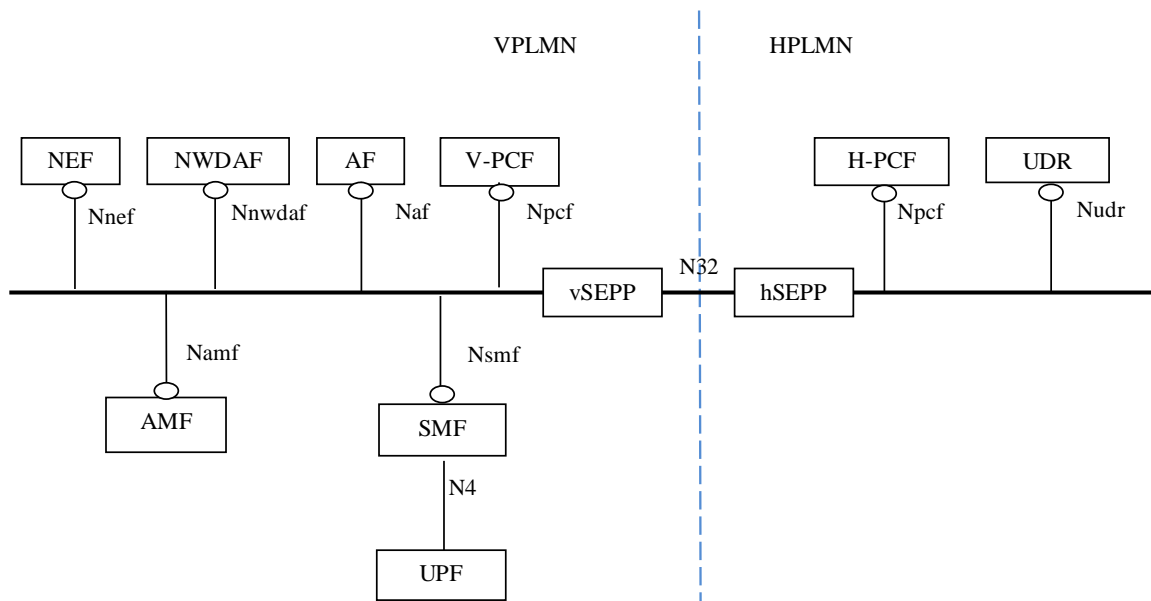 VPLMN
HPLMN
NEF
NWDAF
AF
V-PCF
H-PCF
UDR
Nnef
Nnwdaf
Naf
Npcf
Npcf
Nudr
N32
vSEPP
hSEPP
Namf
Nsmf
AMF
SMF
N4
UPF